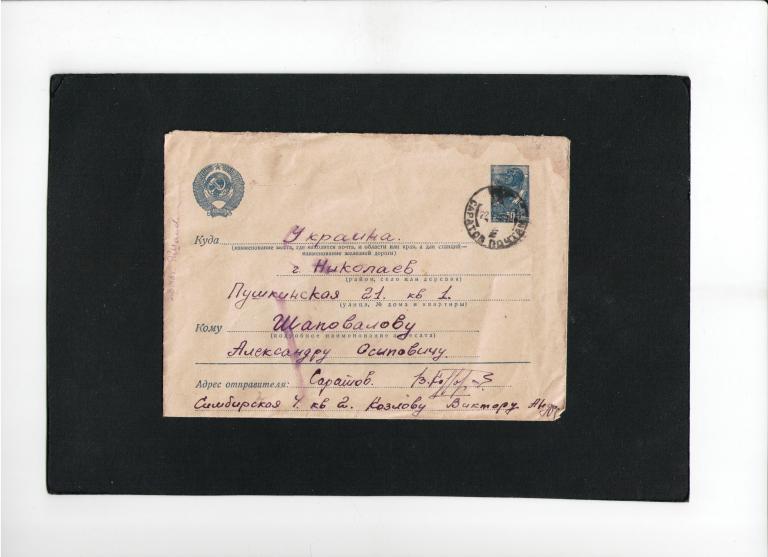 САРАТОВ ПОЧТАМТ
22
Куда Украина.
(наименование места, где находится почта, и области или края, а для станций—
наименование железной дороги)
г Николаев
(район, село или деревня)
Пушкинская 21. кв 1.
(улица, № дома и квартиры)
Кому Шаповалову
(подробное наименование адресата)
Александру Осиповичу.
Адрес отправителя: Саратов.
Симбирская 4. кв 2. Козлову Виктору